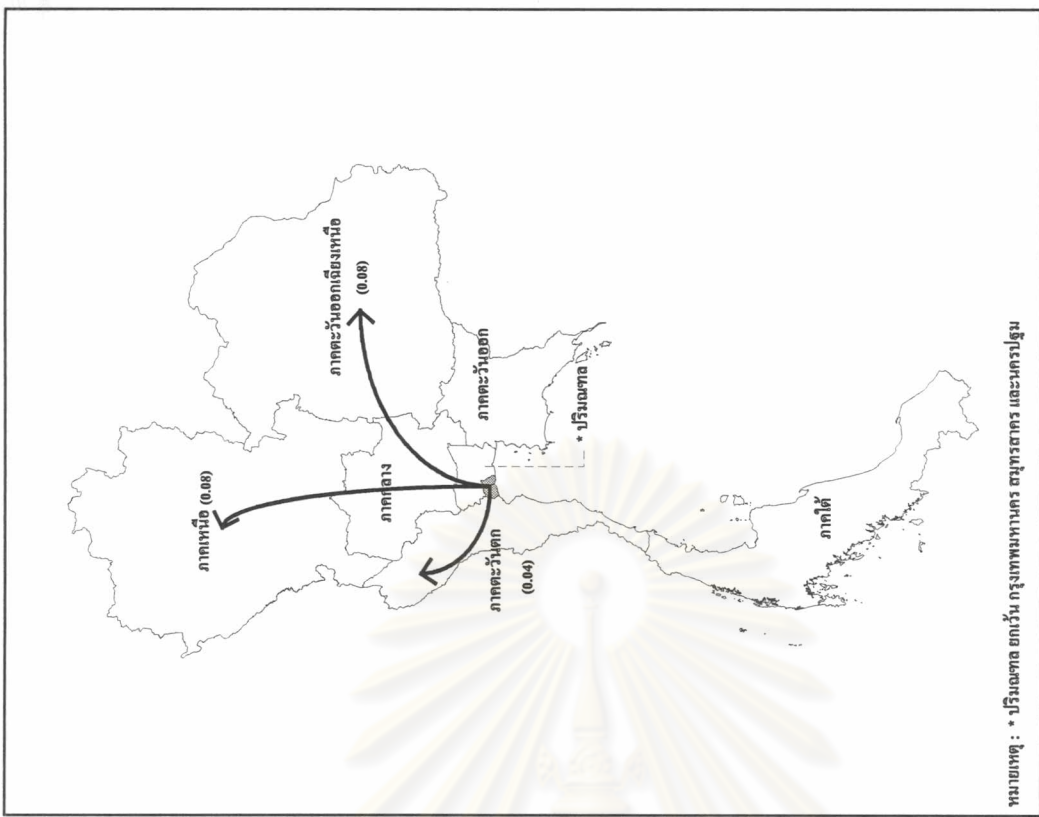 ภาคเหนือ (0.08)
ภาคตะวันออกเฉียงเหนือ
(0.08)
ภาคกลาง
ภาคตะวันออก
ภาคตะวันตก
(0.04)
* ปริมณฑล
ภาคใต้
หมายเหตุ : * ปริมณฑล ยกเว้น กรุงเทพมหานคร สมุทรสาคร และนครปฐม